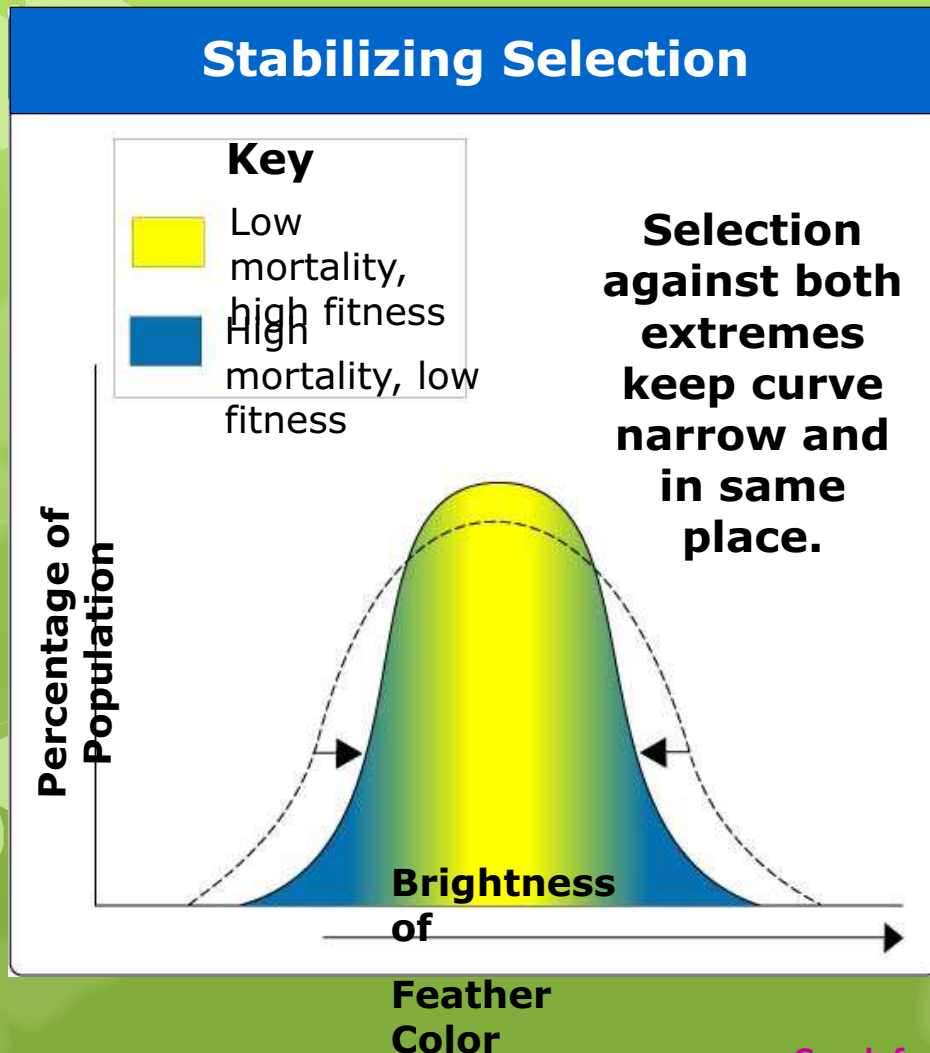 Stabilizing Selection
Key
Low
mortality,
high fitness
High
mortality, low
fitness
Selection
against both
extremes
keep curve
narrow and
in same
place.
Percentage of
Population
Brightness
of
Feather
Color